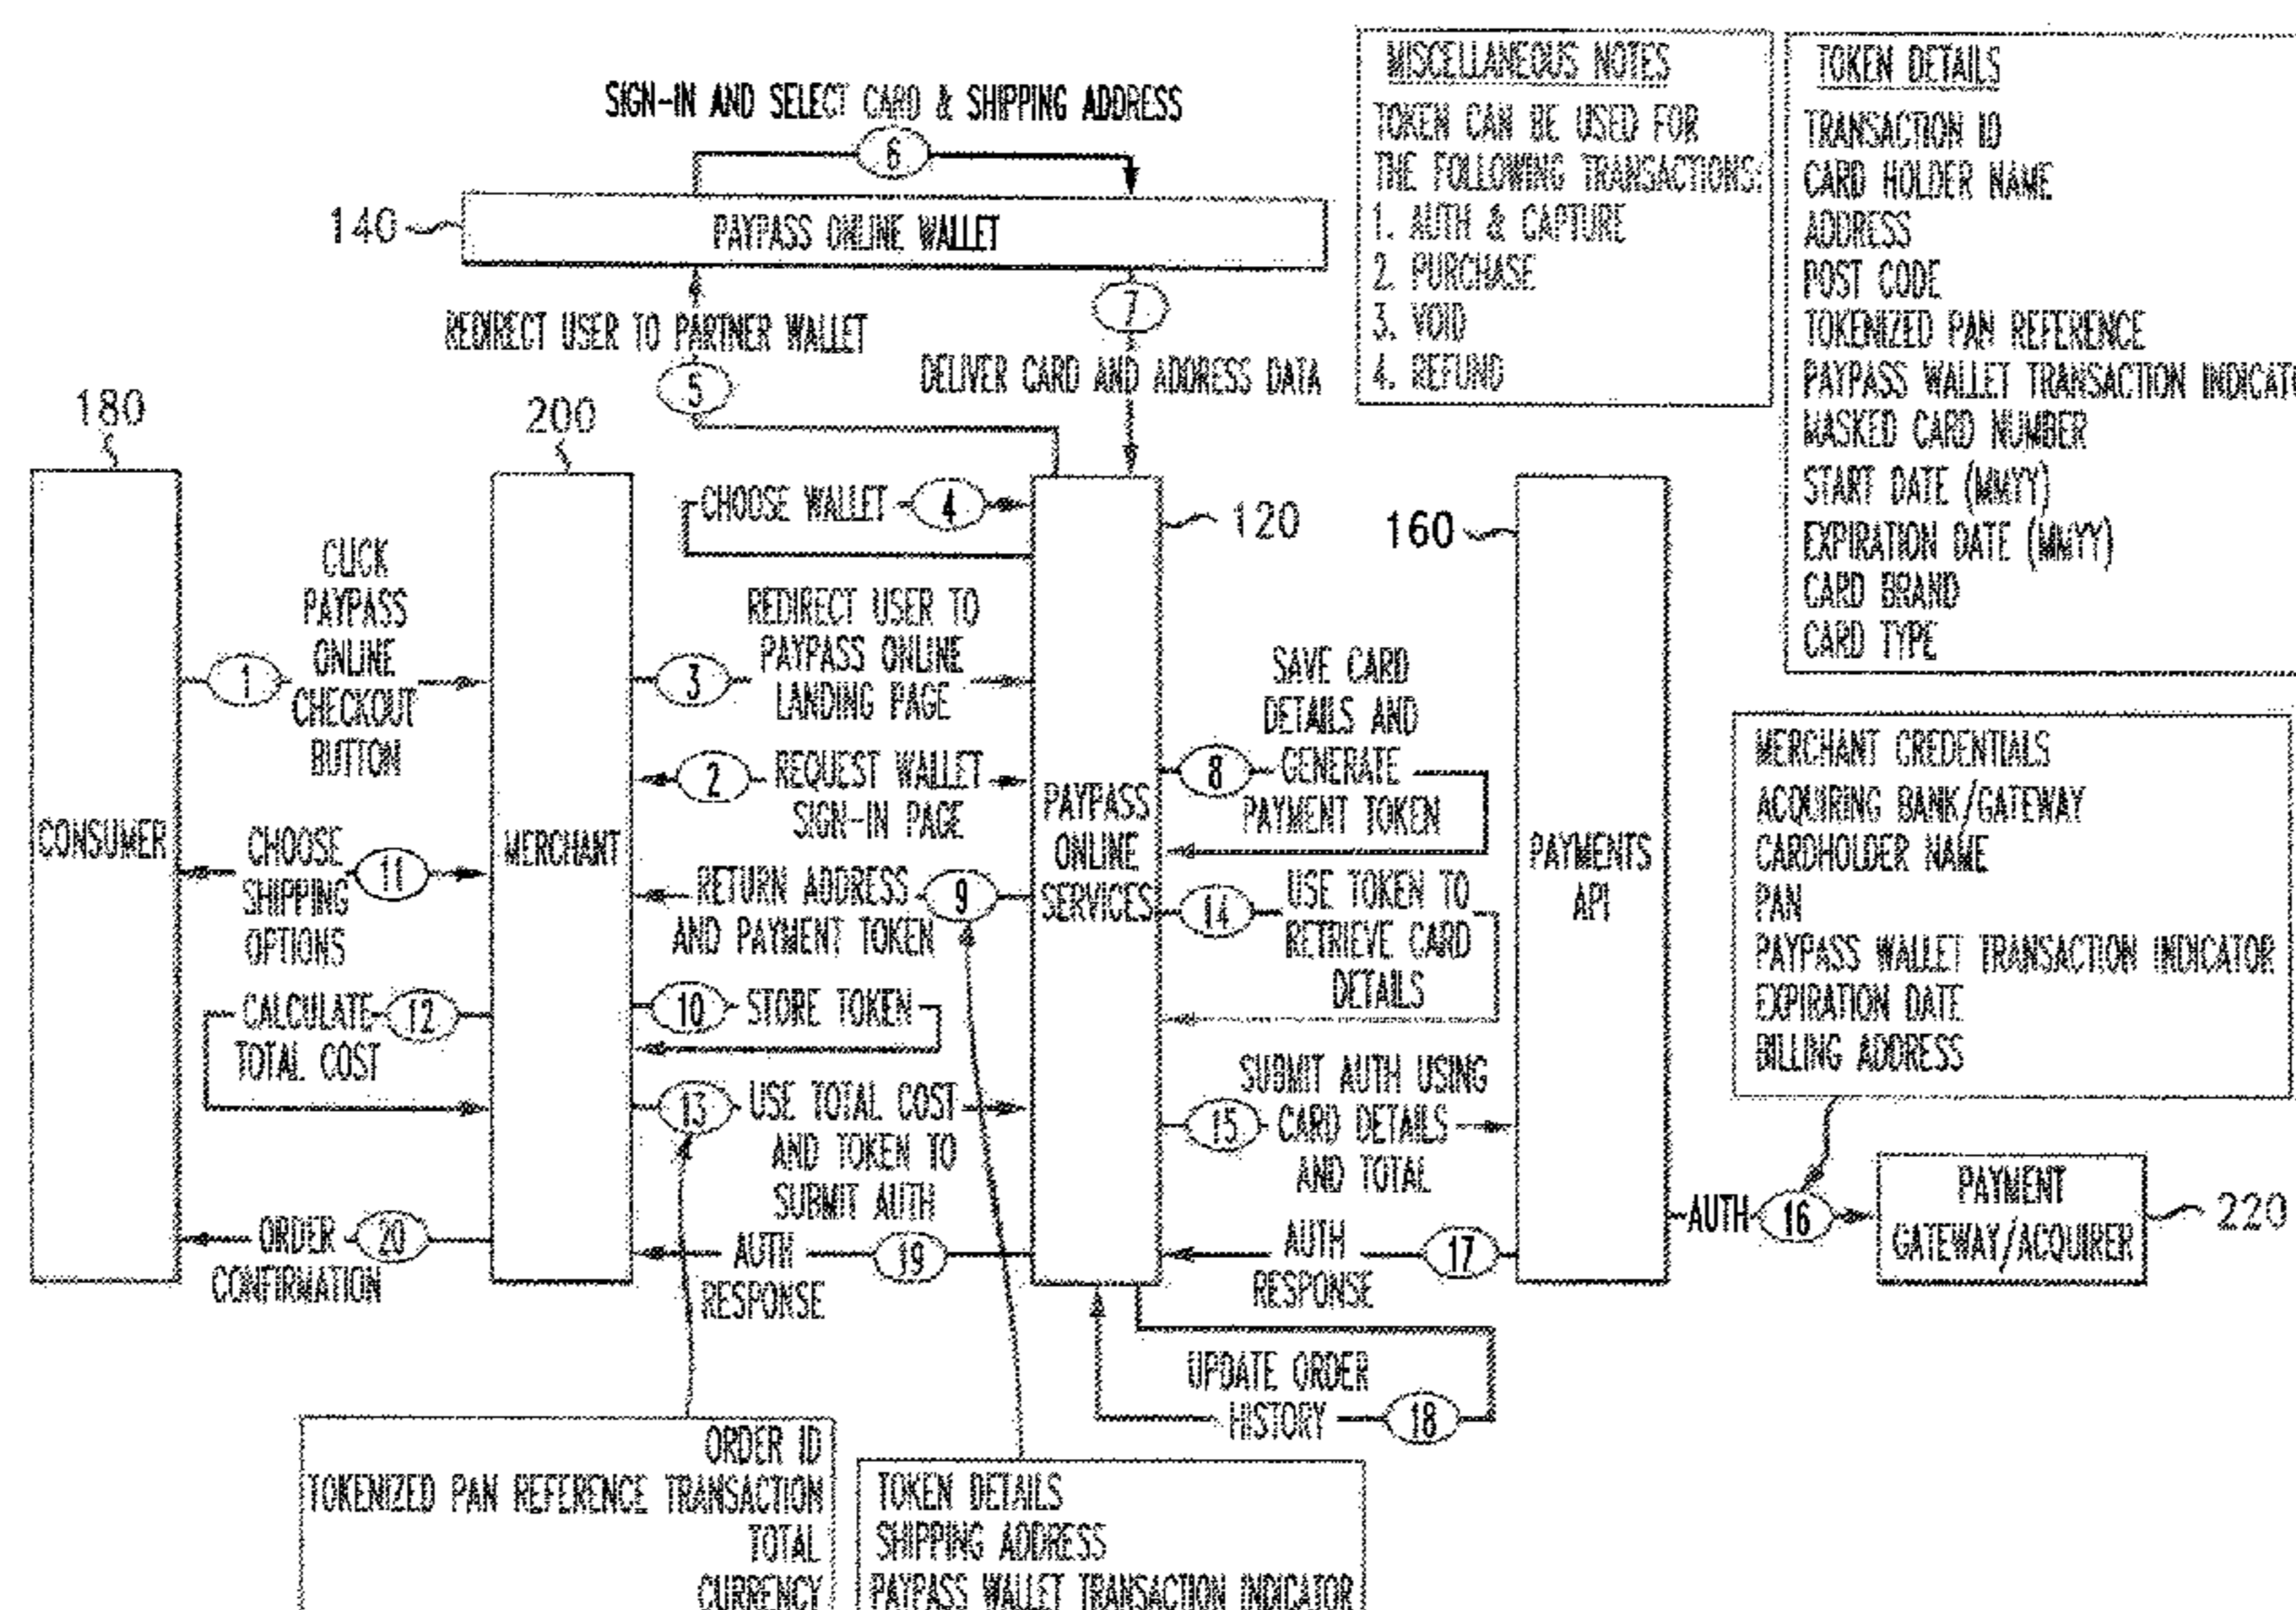 SIGN-IN AND SELECT CARD & SHIPPING ADDRESS
6
140
PAYPASS ONLINE WALLET
7
REDIRECT USER TO PARTNER WALLET
5
DELIVER CARD AND ADDRESS DATA
MISCELLANEOUS NOTES
TOKEN CAN BE USED FOR
THE FOLLOWING TRANSACTIONS:
1. AUTH & CAPTURE
2. PURCHASE
3. VOID
4. REFUND
TOKEN DETAILS
TRANSACTION ID
CARD HOLDER NAME
ADDRESS
POST CODE
TOKENIZED PAN REFERENCE
PAYPASS WALLET TRANSACTION INDICATO
MASKED CARD NUMBER
START DATE (MMYY)
EXPIRATION DATE (MMYY)
CARD BRAND
CARD TYPE
180
CONSUMER
200
MERCHANT
120
PAYPASS
ONLINE
SERVICES
160
PAYMENTS
API
1
CLICK
PAYPASS
ONLINE
CHECKOUT
BUTTON
CHOOSE
SHIPPING
OPTIONS
11
CALCULATE
TOTAL COST
12
ORDER
CONFIRMATION
20
CHOOSE WALLET
4
3
REDIRECT USER TO
PAYPASS ONLINE
LANDING PAGE
2
REQUEST WALLET
SIGN-IN PAGE
RETURN ADDRESS
AND PAYMENT TOKEN
9
10
STORE TOKEN
13
USE TOTAL COST
AND TOKEN TO
SUBMIT AUTH
AUTH
RESPONSE
19
8
SAVE CARD
DETAILS AND
GENERATE
PAYMENT TOKEN
14
USE TOKEN TO
RETRIEVE CARD
DETAILS
15
SUBMIT AUTH USING
CARD DETAILS
AND TOTAL
AUTH
RESPONSE
17
UPDATE ORDER
HISTORY
18
MERCHANT CREDENTIALS
ACQUIRING BANK/GATEWAY
CARDHOLDER NAME
PAN
PAYPASS WALLET TRANSACTION INDICATOR
EXPIRATION DATE
BILLING ADDRESS
AUTH
16
PAYMENT
GATEWAY/ACQUIRER
220
ORDER ID
TOKENIZED PAN REFERENCE TRANSACTION
TOTAL
CURRENCY
TOKEN DETAILS
SHIPPING ADDRESS
PAYPASS WALLET TRANSACTION INDICATOR